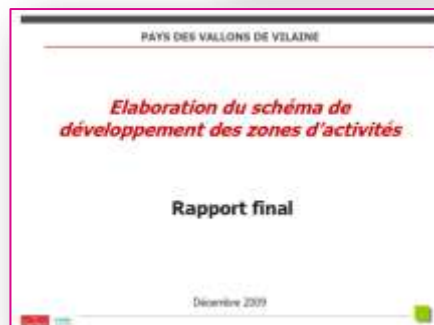 PAYS DES VALLONS DE VILAINE
Elaboration du schéma de
développement des zones d'activités
Rapport final
Décembre 2009